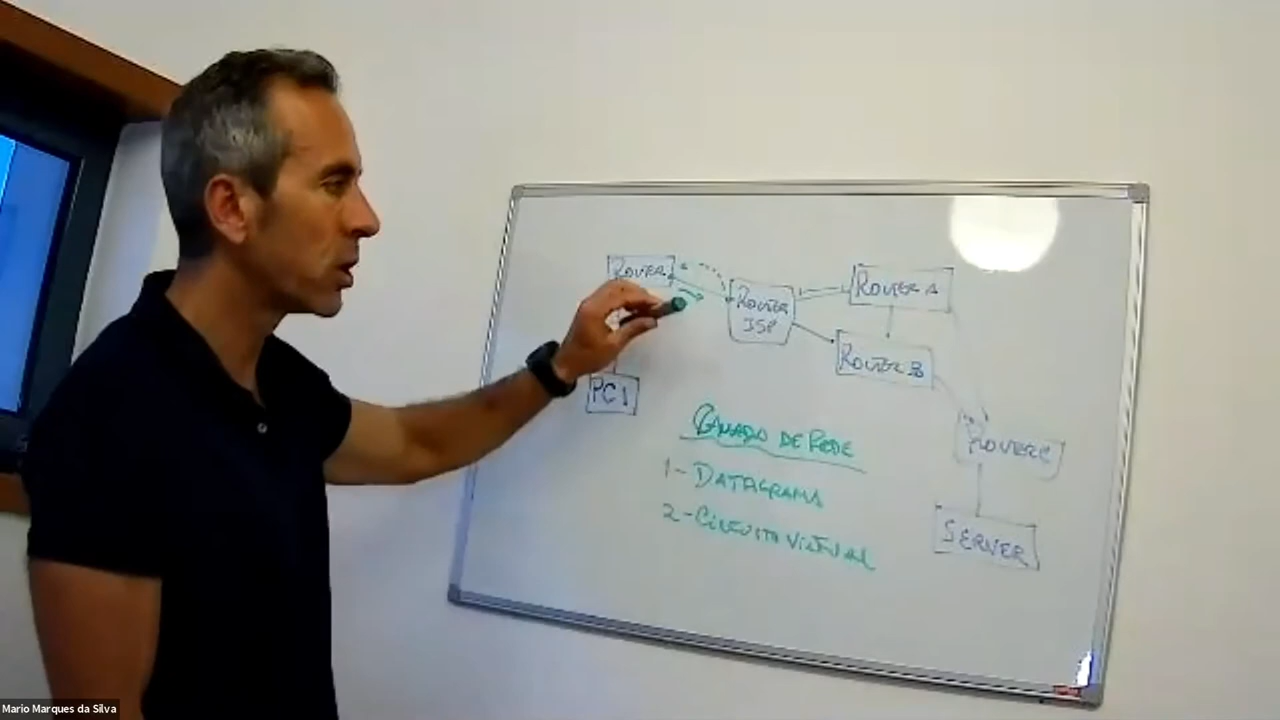 ROUTER
ROUTER
ISP
ROUTER A
ROUTER B
PC1
CAMADA DE REDE
1- DATAGRAMA
2- CIRCUITO VIRTUAL
ROUTER C
SERVER
Mario Marques da Silva